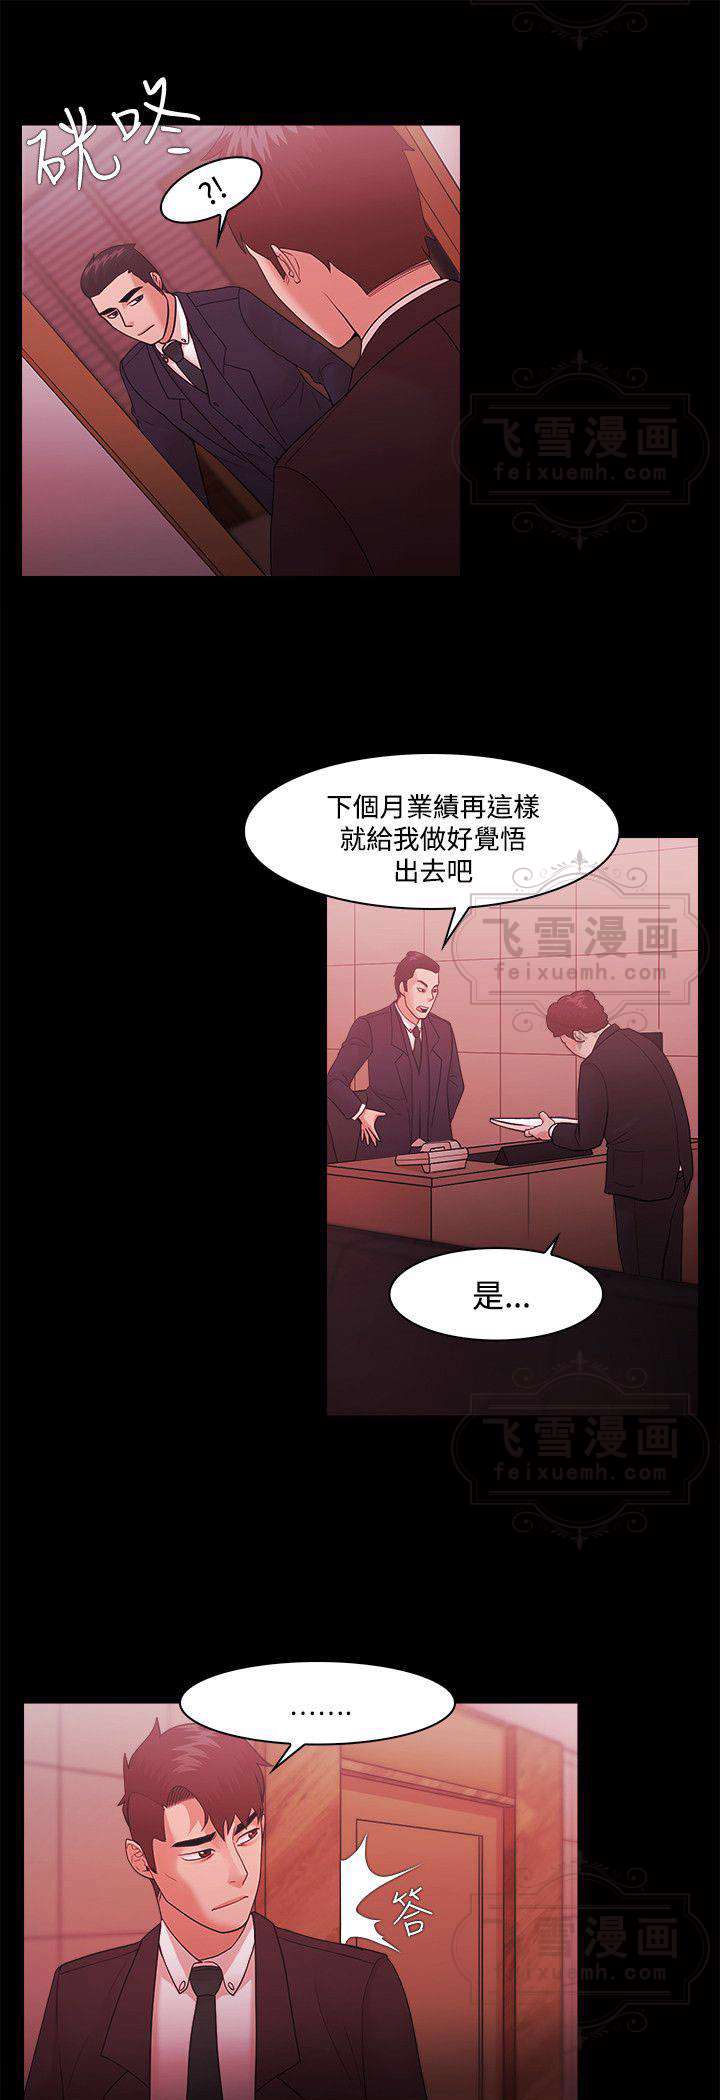 硄咚
?!
飞雪漫画
feixuemh.com
下個月業績再這樣
就給我做好覺悟
出去吧
飞雪漫画
feixuemh.com
是...
飞雪漫画
feixuemh.com
.......
答
飞雪漫画
feixuemh.com